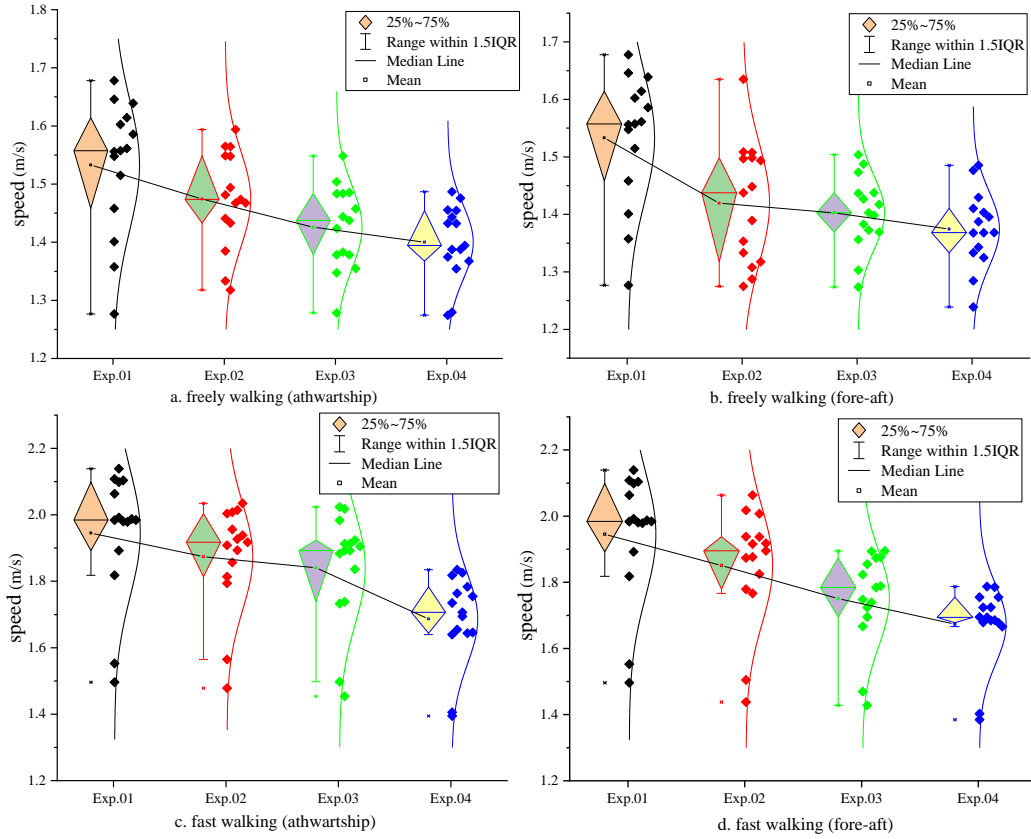 1.8
1.7
1.6
1.5
1.4
1.3
1.2
speed (m/s)
25%~75%
Range within 1.5IQR
Median Line
Mean
Exp.01 Exp.02 Exp.03 Exp.04
a. freely walking (athwartship)
1.7
1.6
1.5
1.4
1.3
1.2
speed (m/s)
25%~75%
Range within 1.5IQR
Median Line
Mean
Exp.01 Exp.02 Exp.03 Exp.04
b. freely walking (fore-aft)
2.2
2.0
1.8
1.6
1.4
1.2
speed (m/s)
25%~75%
Range within 1.5IQR
Median Line
Mean
Exp.01 Exp.02 Exp.03 Exp.04
c. fast walking (athwartship)
2.2
2.0
1.8
1.6
1.4
1.2
speed (m/s)
25%~75%
Range within 1.5IQR
Median Line
Mean
Exp.01 Exp.02 Exp.03 Exp.04
d. fast walking (fore-aft)